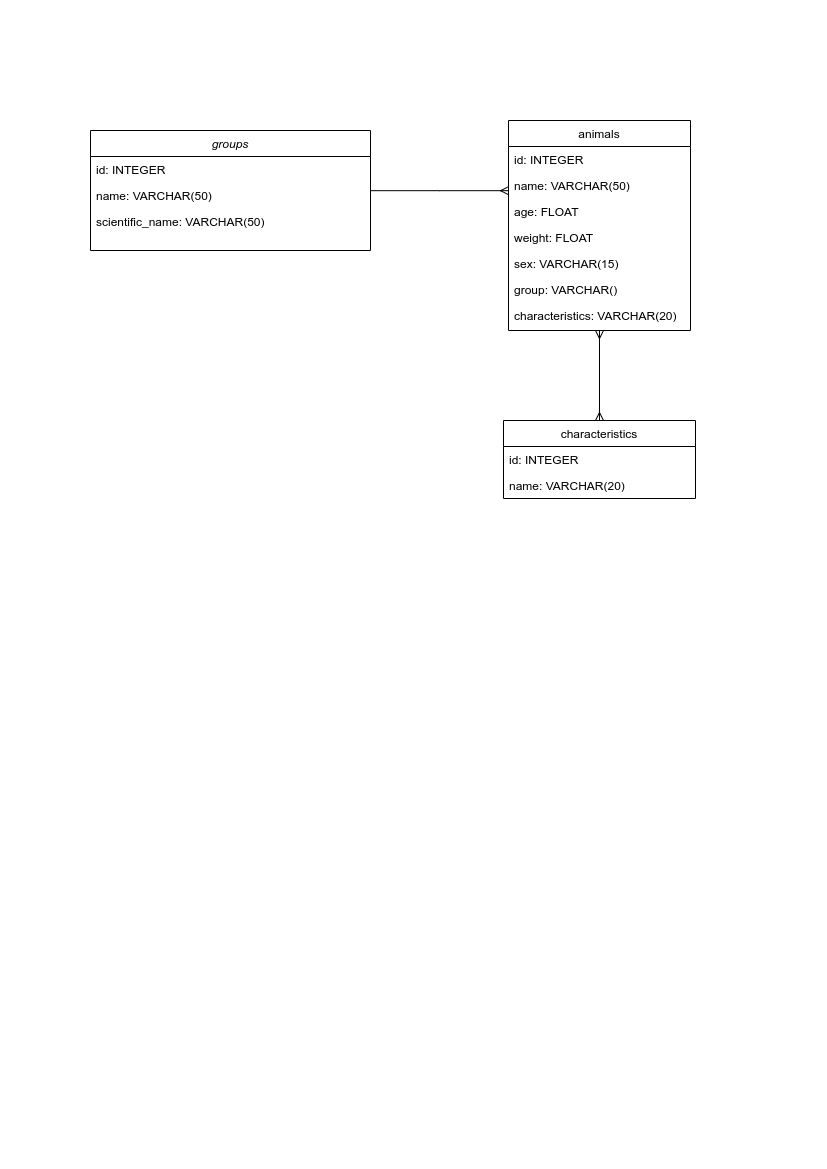 groups
id: INTEGER
name: VARCHAR(50)
scientific_name: VARCHAR(50)
animals
id: INTEGER
name: VARCHAR(50)
age: FLOAT
weight: FLOAT
sex: VARCHAR(15)
group: VARCHAR()
characteristics: VARCHAR(20)
characteristics
id: INTEGER
name: VARCHAR(20)